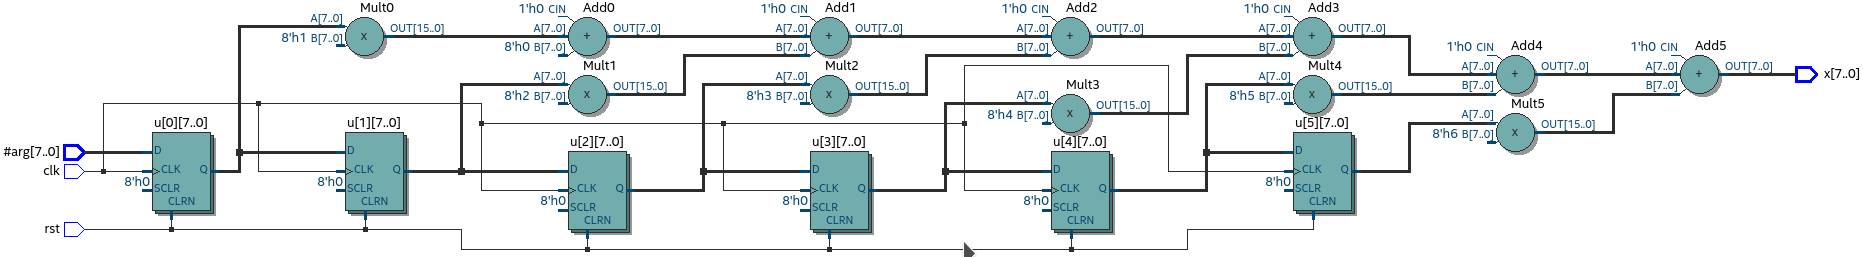 Mult0
A[7..0]
8'h1 B[7..0]
OUT[15..0]
x
1'h0 CIN
Add0
A[7..0]
8'h0 B[7..0]
OUT[7..0]
+
Mult1
A[7..0]
8'h2 B[7..0]
OUT[15..0]
x
1'h0 CIN
Add1
A[7..0]
B[7..0]
OUT[7..0]
+
Mult2
A[7..0]
8'h3 B[7..0]
OUT[15..0]
x
1'h0 CIN
Add2
A[7..0]
B[7..0]
OUT[7..0]
+
Mult3
A[7..0]
8'h4 B[7..0]
OUT[15..0]
x
1'h0 CIN
Add3
A[7..0]
B[7..0]
OUT[7..0]
+
Mult4
A[7..0]
8'h5 B[7..0]
OUT[15..0]
x
1'h0 CIN
Add4
A[7..0]
B[7..0]
OUT[7..0]
+
Mult5
A[7..0]
8'h6 B[7..0]
OUT[15..0]
x
1'h0 CIN
Add5
A[7..0]
B[7..0]
OUT[7..0]
+
x[7..0]
#arg[7..0]
clk
rst
u[0][7..0]
D
CLK
Q
8'h0
SCLR
CLRN
u[1][7..0]
D
CLK
Q
8'h0
SCLR
CLRN
u[2][7..0]
D
CLK
Q
8'h0
SCLR
CLRN
u[3][7..0]
D
CLK
Q
8'h0
SCLR
CLRN
u[4][7..0]
D
CLK
Q
8'h0
SCLR
CLRN
u[5][7..0]
D
CLK
Q
8'h0
SCLR
CLRN